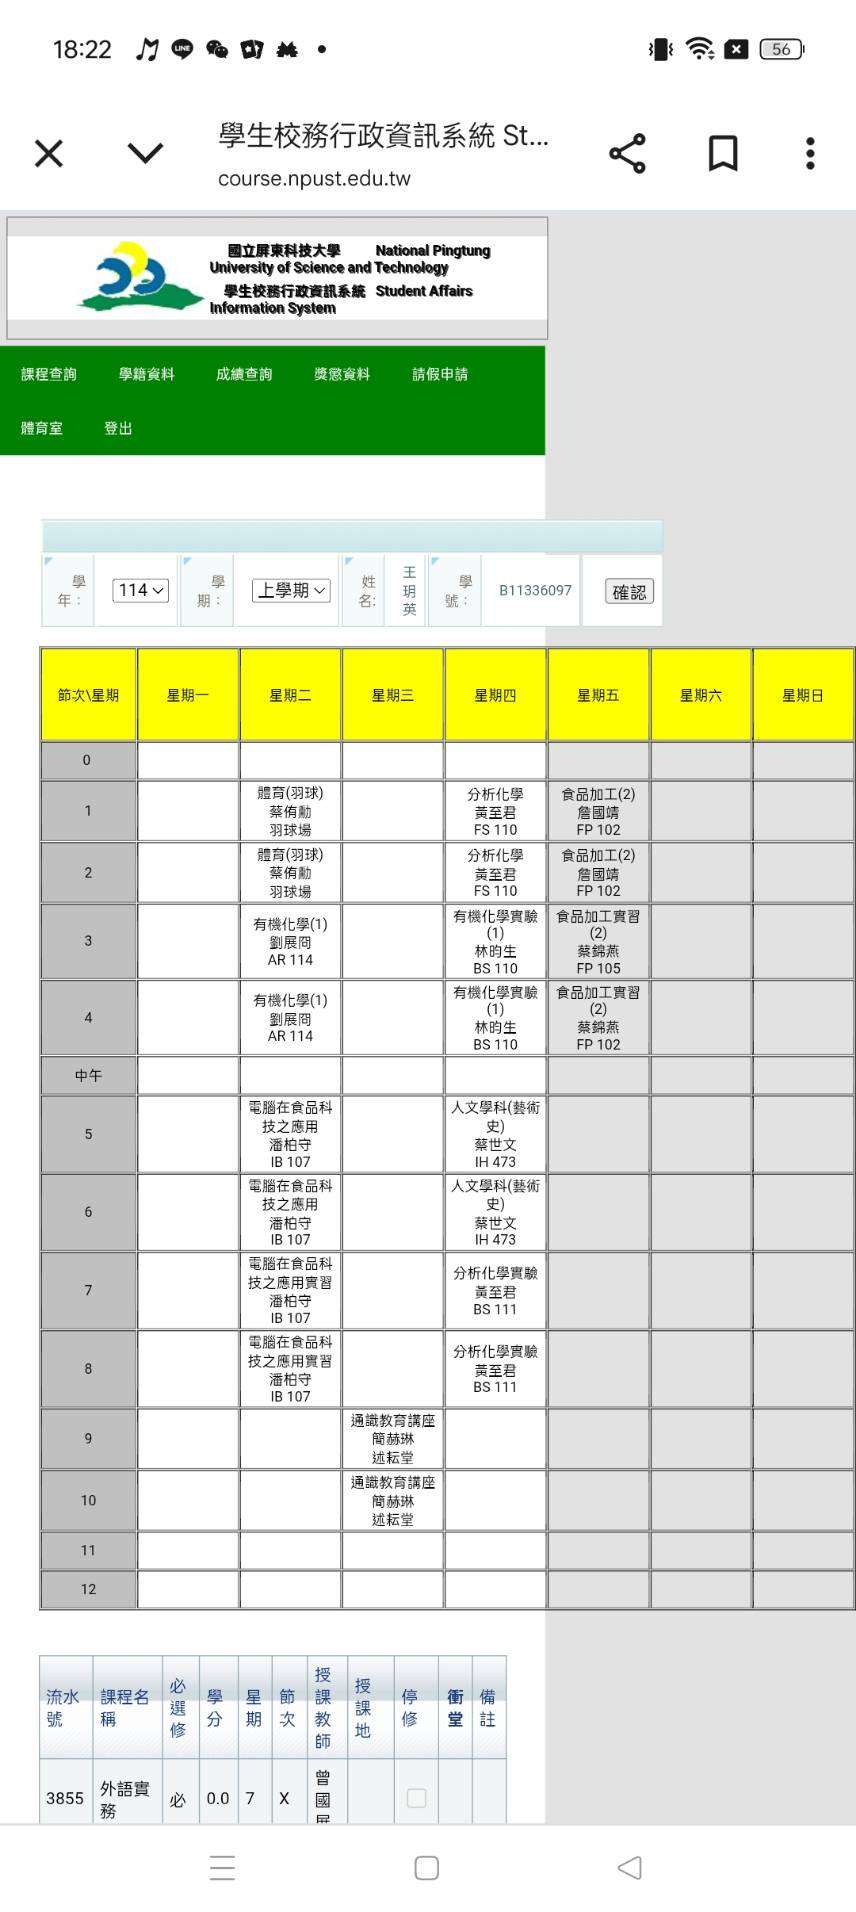 18:22
56
學生校務行政資訊系統 St...
course.npust.edu.tw
國立屏東科技大學 National Pingtung
University of Science and Technology
學生校務行政資訊系統 Student Affairs
Information System
課程查詢 學籍資料 成績查詢 獎懲資料 請假申請
體育室 登出
學年： 114 學期： 上學期 姓名: 王玥英 學號： B11336097 確認
節次\星期 星期一 星期二 星期三 星期四 星期五 星期六 星期日
0
1 體育(羽球) 蔡侑勳 羽球場 分析化學 黃至君 FS 110 食品加工(2) 詹國靖 FP 102
2 體育(羽球) 蔡侑勳 羽球場 分析化學 黃至君 FS 110 食品加工(2) 詹國靖 FP 102
3 有機化學(1) 劉展冏 AR 114 有機化學實驗(1) 林昀生 BS 110 食品加工實習(2) 蔡錦燕 FP 105
4 有機化學(1) 劉展冏 AR 114 有機化學實驗(1) 林昀生 BS 110 食品加工實習(2) 蔡錦燕 FP 102
中午
5 電腦在食品科技之應用 潘柏守 IB 107 人文學科(藝術史) 蔡世文 IH 473
6 電腦在食品科技之應用 潘柏守 IB 107 人文學科(藝術史) 蔡世文 IH 473
7 電腦在食品科技之應用實習 潘柏守 IB 107 分析化學實驗 黃至君 BS 111
8 電腦在食品科技之應用實習 潘柏守 IB 107 分析化學實驗 黃至君 BS 111
9 通識教育講座 簡赫琳 述耘堂
10 通識教育講座 簡赫琳 述耘堂
11
12
流水號 課程名稱 必選修 學分 星期 節次 授課教師 授課地 停修 衝堂 備註
3855 外語實務 必 0.0 7 X 曾國